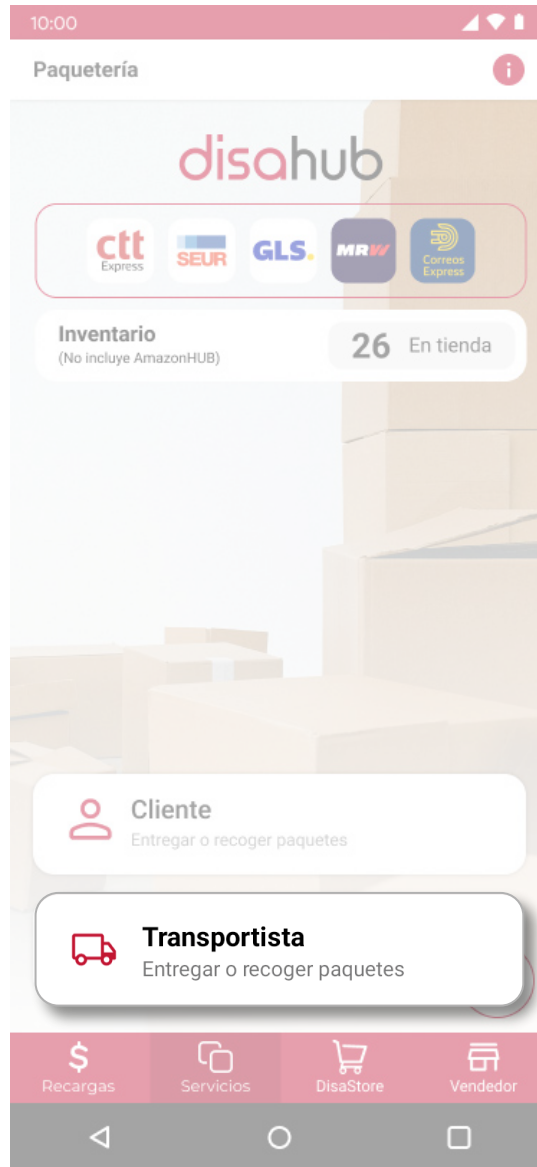 10:00
Paquetería
i
disahub
ctt
Express
SEUR
GLS.
MRW
Correos
Express
Inventario
(No incluye AmazonHUB)
26 En tienda
Cliente
Entregar o recoger paquetes
Transportista
Entregar o recoger paquetes
$
Recargas Servicios DisaStore Vendedor